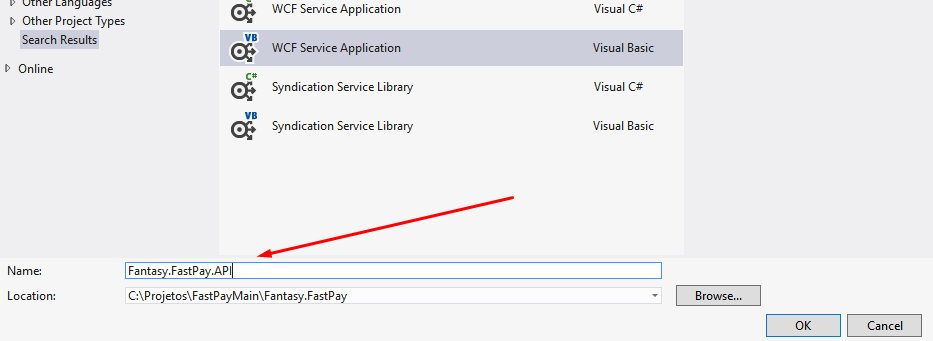 Other Languages
Other Project Types
Search Results
Online
C#
WCF Service Application Visual C#
VB
WCF Service Application Visual Basic
C#
Syndication Service Library Visual C#
VB
Syndication Service Library Visual Basic
Name: Fantasy.FastPay.API
Location: C:\Projetos\FastPayMain\Fantasy.FastPay Browse...
OK Cancel